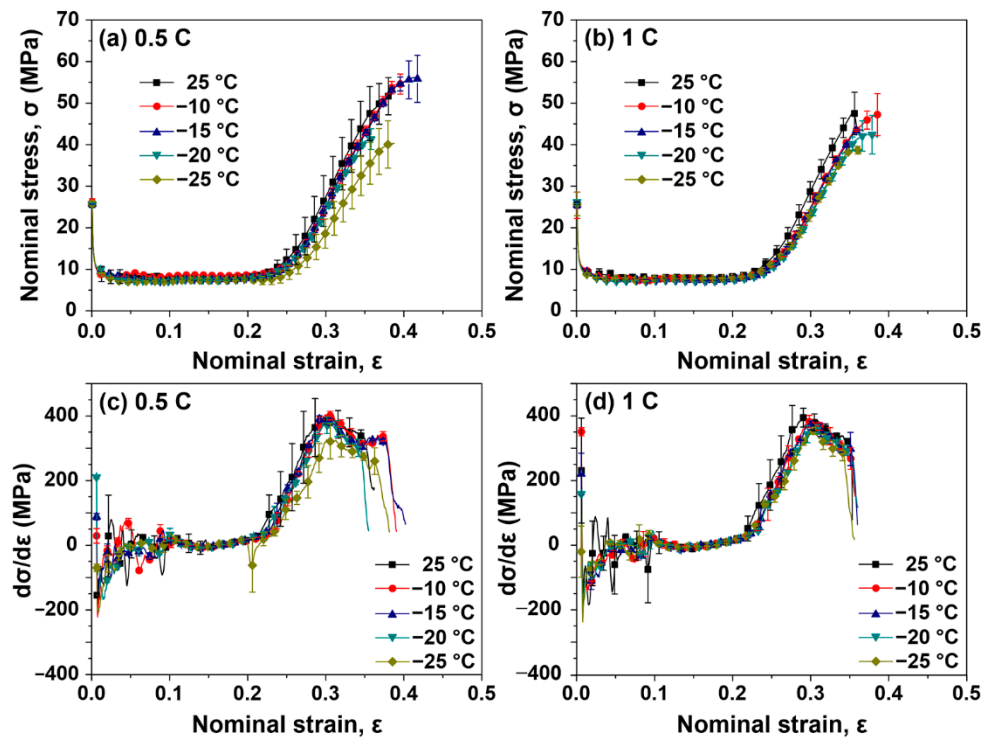 (a) 0.5 C
25 °C
−10 °C
−15 °C
−20 °C
−25 °C
Nominal stress, σ (MPa)
70
60
50
40
30
20
10
0
0.0 0.1 0.2 0.3 0.4 0.5
Nominal strain, ε
(b) 1 C
25 °C
−10 °C
−15 °C
−20 °C
−25 °C
Nominal stress, σ (MPa)
70
60
50
40
30
20
10
0
0.0 0.1 0.2 0.3 0.4 0.5
Nominal strain, ε
(c) 0.5 C
dσ/dε (MPa)
400
200
0
−200
−400
25 °C
−10 °C
−15 °C
−20 °C
−25 °C
0.0 0.1 0.2 0.3 0.4 0.5
Nominal strain, ε
(d) 1 C
dσ/dε (MPa)
400
200
0
−200
−400
25 °C
−10 °C
−15 °C
−20 °C
−25 °C
0.0 0.1 0.2 0.3 0.4 0.5
Nominal strain, ε